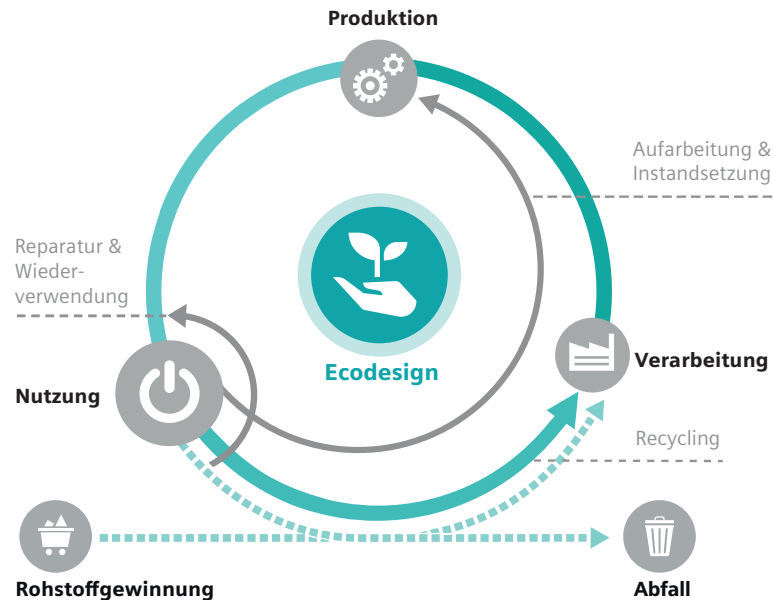 Produktion
Aufarbeitung &
Instandsetzung
Reparatur &
Wieder-
verwendung
Ecodesign
Verarbeitung
Nutzung
Recycling
Rohstoffgewinnung
Abfall